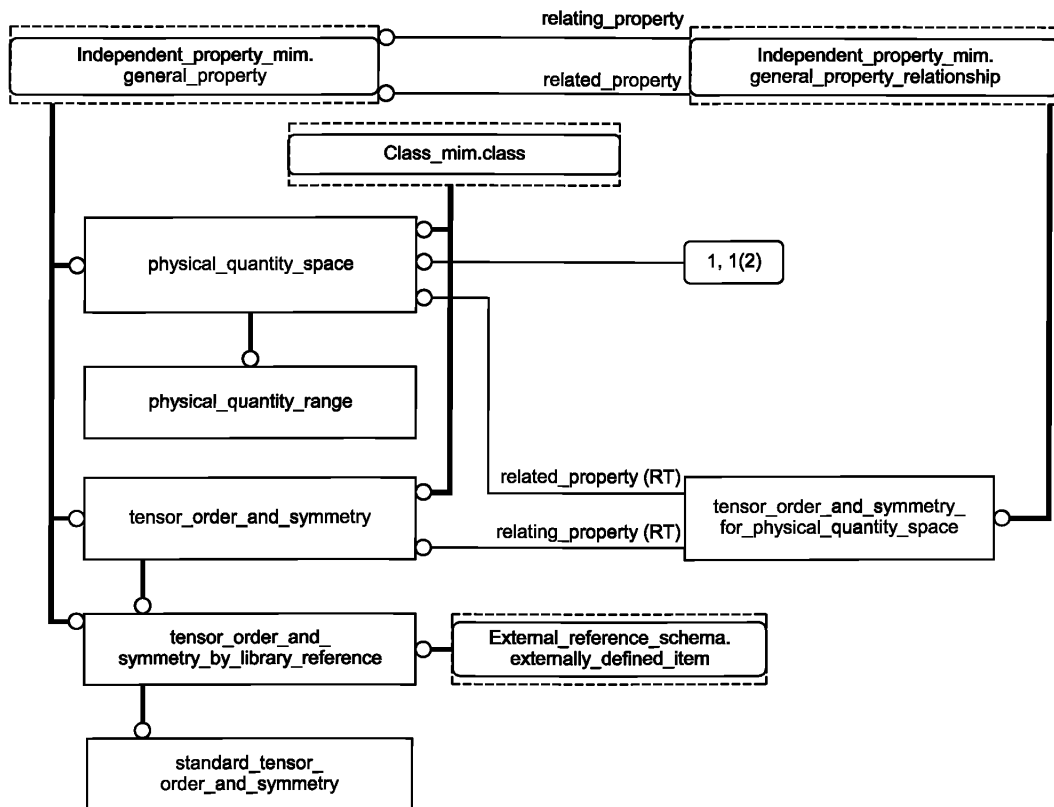 relating_property
Independent_property_mim.
general_property
Independent_property_mim.
general_property_relationship
related_property
Class_mim.class
physical_quantity_space
1, 1(2)
physical_quantity_range
related_property (RT)
tensor_order_and_symmetry
tensor_order_and_symmetry_
for_physical_quantity_space
relating_property (RT)
tensor_order_and_
symmetry_by_library_reference
External_reference_schema.
externally_defined_item
standard_tensor_
order_and_symmetry